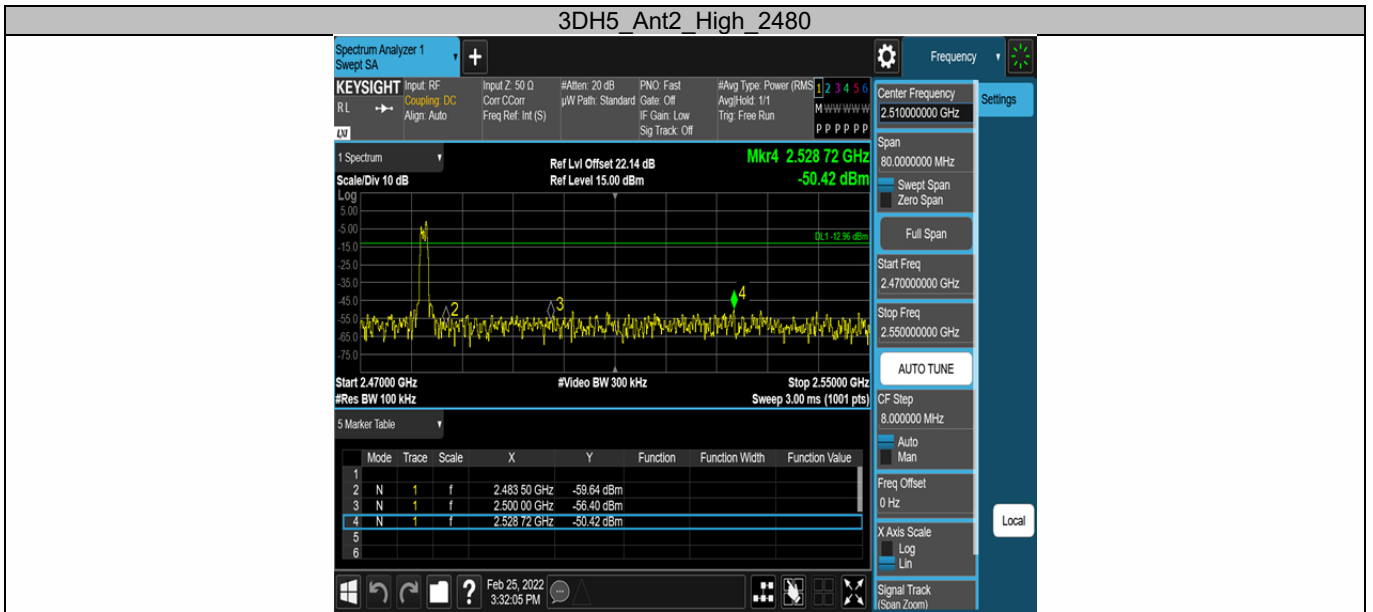 3DH5_Ant2_High_2480
Spectrum Analyzer 1
Swept SA
+
Frequency
KEYSIGHT
RL
LXI
Input: RF
Coupling: DC
Align: Auto
Input Z: 50 Ω
Corr CCorr
Freq Ref: Int (S)
#Atten: 20 dB
µW Path: Standard
PNO: Fast
Gate: Off
IF Gain: Low
Sig Track: Off
#Avg Type: Power (RMS
Avg|Hold: 1/1
Trig: Free Run
1 2 3 4 5 6
M W W W W W
P P P P P P
1 Spectrum
Scale/Div 10 dB
Ref Lvl Offset 22.14 dB
Ref Level 15.00 dBm
Mkr4 2.528 72 GHz
-50.42 dBm
Log
5.00
-5.00
-15.0
-25.0
-35.0
-45.0
-55.0
-65.0
-75.0
DL1 -12.96 dBm
2
3
4
Start 2.47000 GHz
#Res BW 100 kHz
#Video BW 300 kHz
Stop 2.55000 GHz
Sweep 3.00 ms (1001 pts)
5 Marker Table
Mode Trace Scale X Y Function Function Width Function Value
1
2 N 1 f 2.483 50 GHz -59.64 dBm
3 N 1 f 2.500 00 GHz -56.40 dBm
4 N 1 f 2.528 72 GHz -50.42 dBm
5
6
?
Feb 25, 2022
3:32:05 PM
Center Frequency
2.510000000 GHz
Settings
Span
80.0000000 MHz
Swept Span
Zero Span
Full Span
Start Freq
2.470000000 GHz
Stop Freq
2.550000000 GHz
AUTO TUNE
CF Step
8.000000 MHz
Auto
Man
Freq Offset
0 Hz
Local
X Axis Scale
Log
Lin
Signal Track
(Span Zoom)